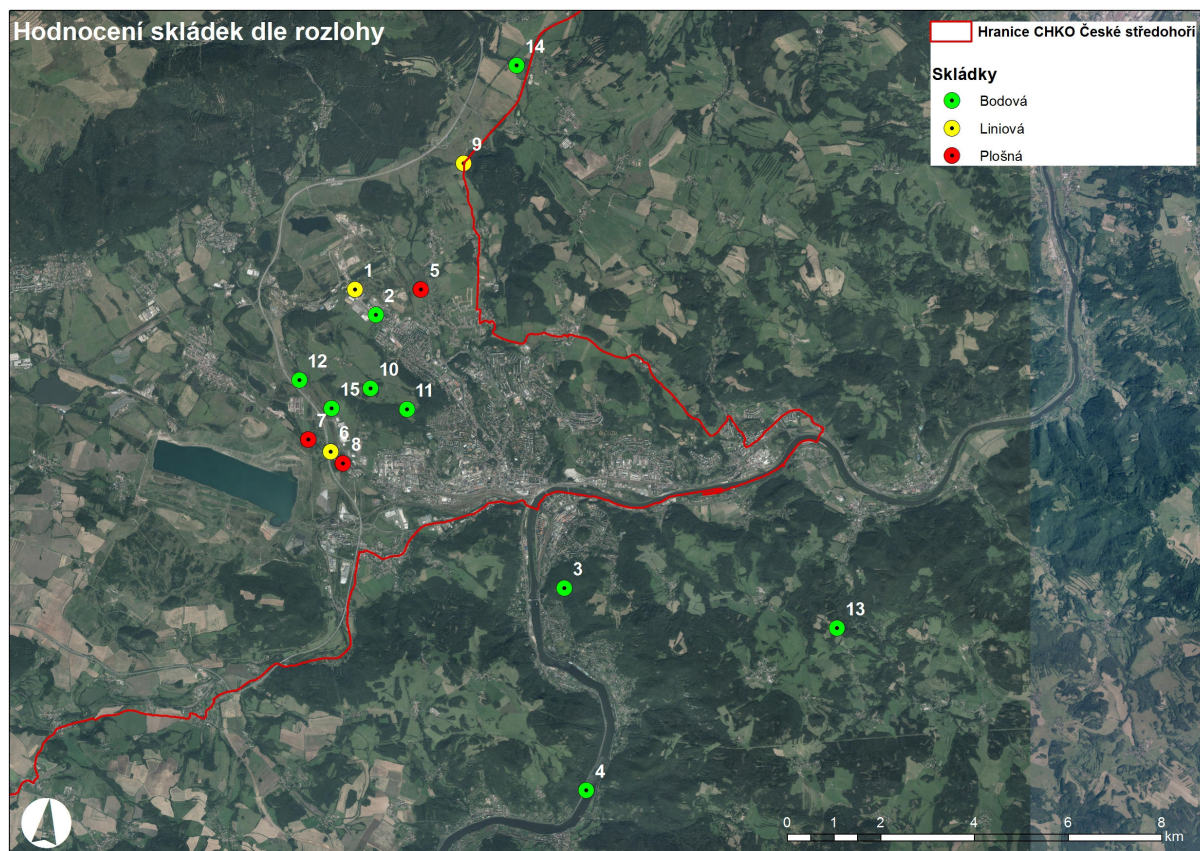 Hodnocení skládek dle rozlohy
Hranice CHKO České středohoří
Skládky
Bodová
Liniová
Plošná
14
9
1
5
2
12
10
15
11
7
6
8
3
13
4
0 1 2 4 6 8
km